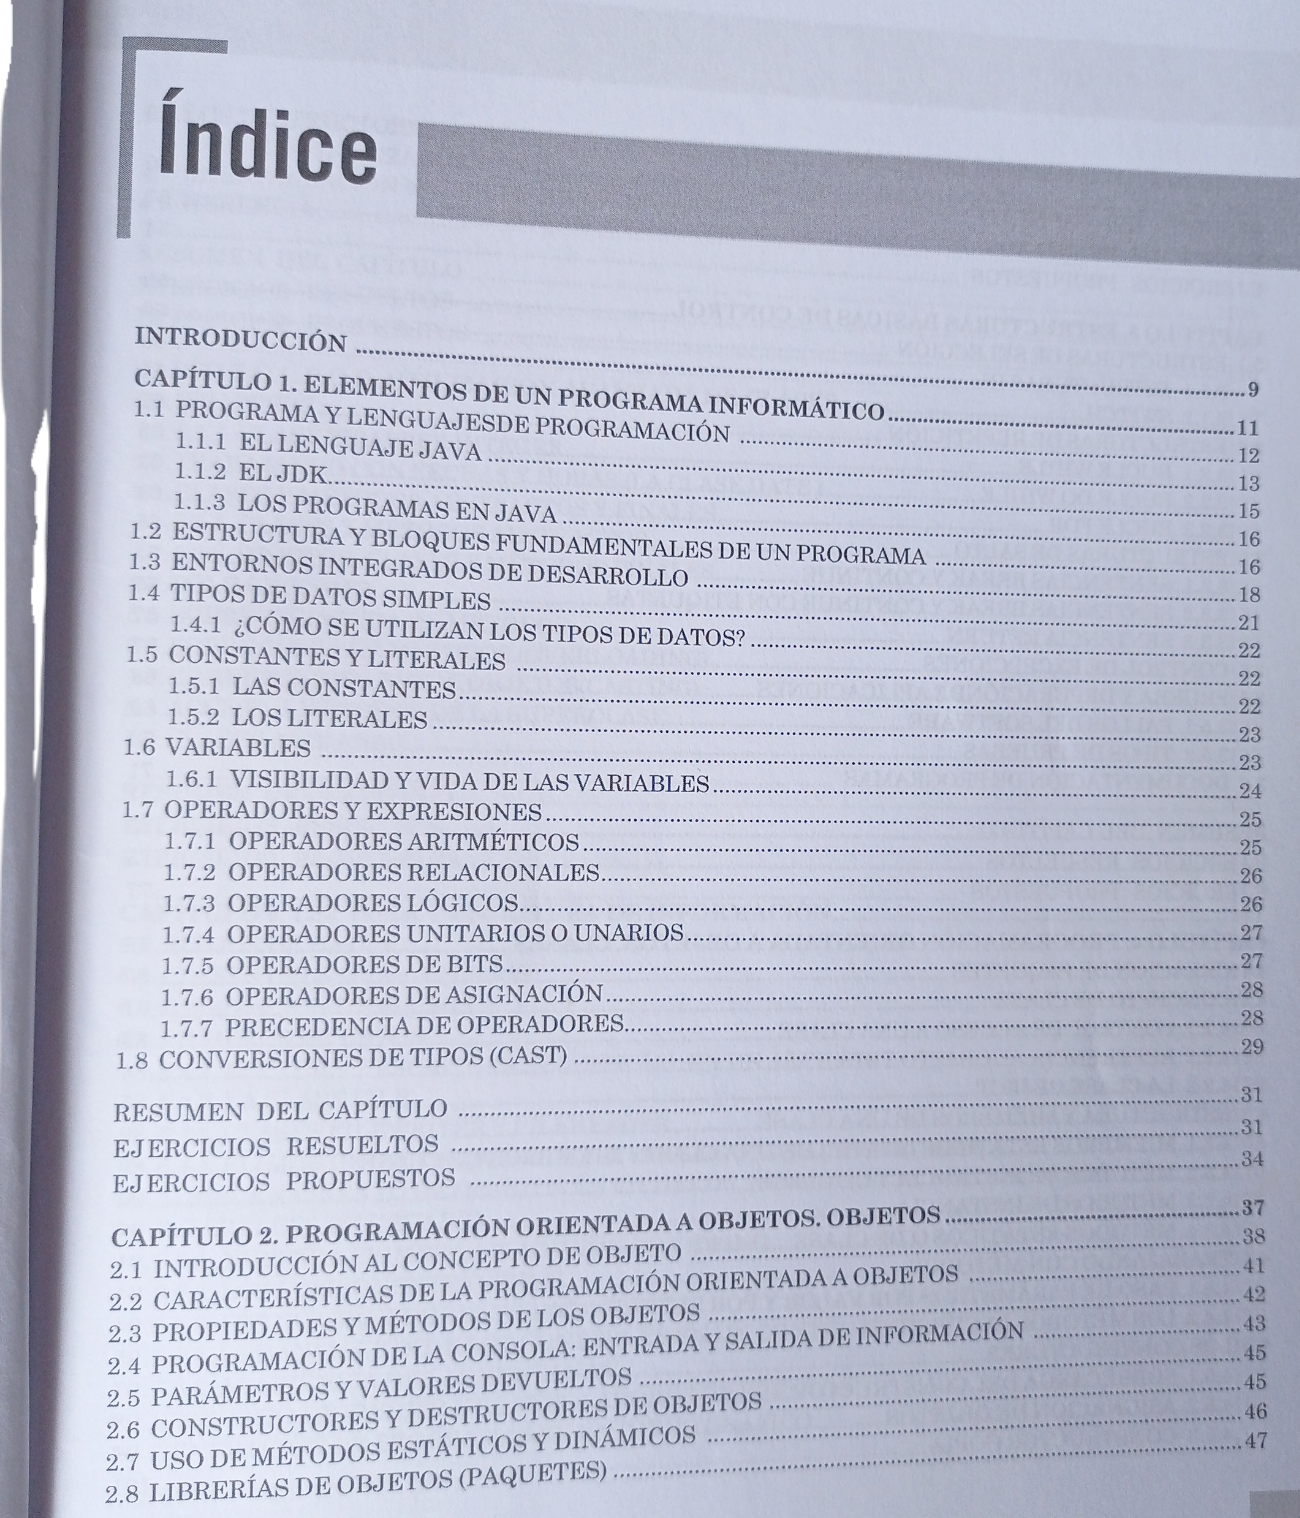 Índice
INTRODUCCIÓN ... 9
CAPÍTULO 1. ELEMENTOS DE UN PROGRAMA INFORMÁTICO ... 11
1.1 PROGRAMA Y LENGUAJESDE PROGRAMACIÓN ... 12
1.1.1 EL LENGUAJE JAVA ... 13
1.1.2 EL JDK ... 15
1.1.3 LOS PROGRAMAS EN JAVA ... 16
1.2 ESTRUCTURA Y BLOQUES FUNDAMENTALES DE UN PROGRAMA ... 16
1.3 ENTORNOS INTEGRADOS DE DESARROLLO ... 18
1.4 TIPOS DE DATOS SIMPLES ... 21
1.4.1 ¿CÓMO SE UTILIZAN LOS TIPOS DE DATOS? ... 22
1.5 CONSTANTES Y LITERALES ... 22
1.5.1 LAS CONSTANTES ... 22
1.5.2 LOS LITERALES ... 23
1.6 VARIABLES ... 23
1.6.1 VISIBILIDAD Y VIDA DE LAS VARIABLES ... 24
1.7 OPERADORES Y EXPRESIONES ... 25
1.7.1 OPERADORES ARITMÉTICOS ... 25
1.7.2 OPERADORES RELACIONALES ... 26
1.7.3 OPERADORES LÓGICOS ... 26
1.7.4 OPERADORES UNITARIOS O UNARIOS ... 27
1.7.5 OPERADORES DE BITS ... 27
1.7.6 OPERADORES DE ASIGNACIÓN ... 28
1.7.7 PRECEDENCIA DE OPERADORES ... 28
1.8 CONVERSIONES DE TIPOS (CAST) ... 29
RESUMEN DEL CAPÍTULO ... 31
EJERCICIOS RESUELTOS ... 31
EJERCICIOS PROPUESTOS ... 34
CAPÍTULO 2. PROGRAMACIÓN ORIENTADA A OBJETOS. OBJETOS ... 37
2.1 INTRODUCCIÓN AL CONCEPTO DE OBJETO ... 38
2.2 CARACTERÍSTICAS DE LA PROGRAMACIÓN ORIENTADA A OBJETOS ... 41
2.3 PROPIEDADES Y MÉTODOS DE LOS OBJETOS ... 42
2.4 PROGRAMACIÓN DE LA CONSOLA: ENTRADA Y SALIDA DE INFORMACIÓN ... 43
2.5 PARÁMETROS Y VALORES DEVUELTOS ... 45
2.6 CONSTRUCTORES Y DESTRUCTORES DE OBJETOS ... 45
2.7 USO DE MÉTODOS ESTÁTICOS Y DINÁMICOS ... 46
2.8 LIBRERÍAS DE OBJETOS (PAQUETES) ... 47